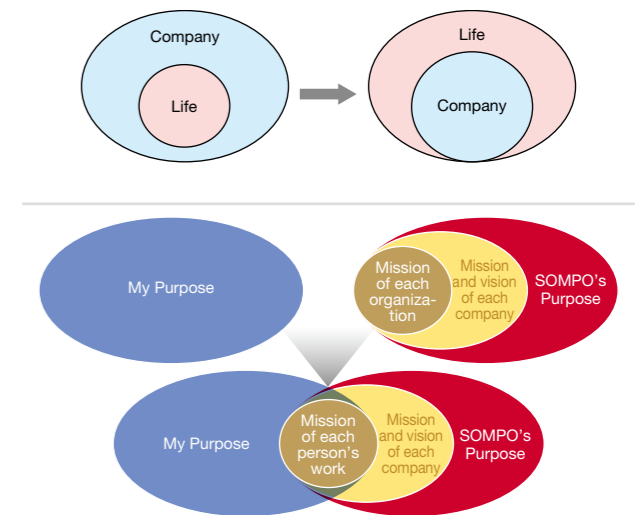 Company
Life
Life
Company
My Purpose
Mission
of each
organiza-
tion
Mission
and vision
of each
company
SOMPO's
Purpose
My Purpose
Mission
of each
person's
work
Mission
and vision
of each
company
SOMPO's
Purpose